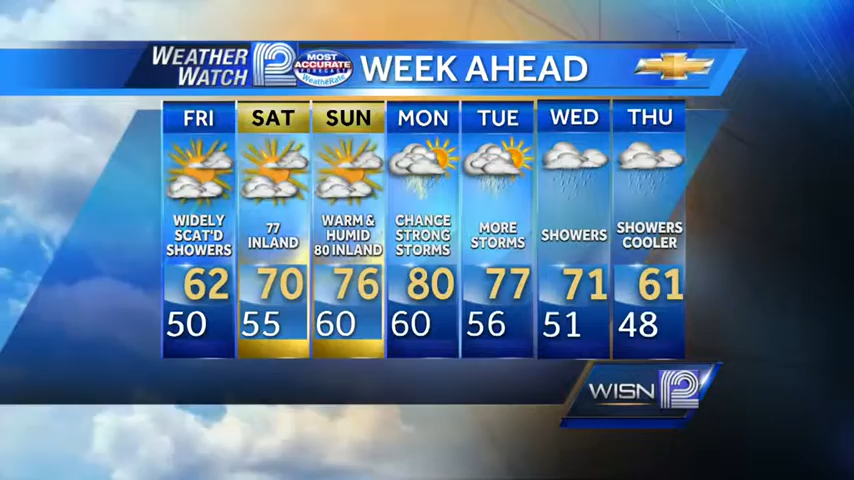 WEATHER
WATCH 12
MOST
ACCURATE
FORECAST
WeatheRate
WEEK AHEAD
FRI SAT SUN MON TUE WED THU
WIDELY
SCAT'D
SHOWERS
77
INLAND
WARM &
HUMID
80 INLAND
CHANCE
STRONG
STORMS
MORE
STORMS
SHOWERS
SHOWERS
COOLER
62 70 76 80 77 71 61
50 55 60 60 56 51 48
WISN 12